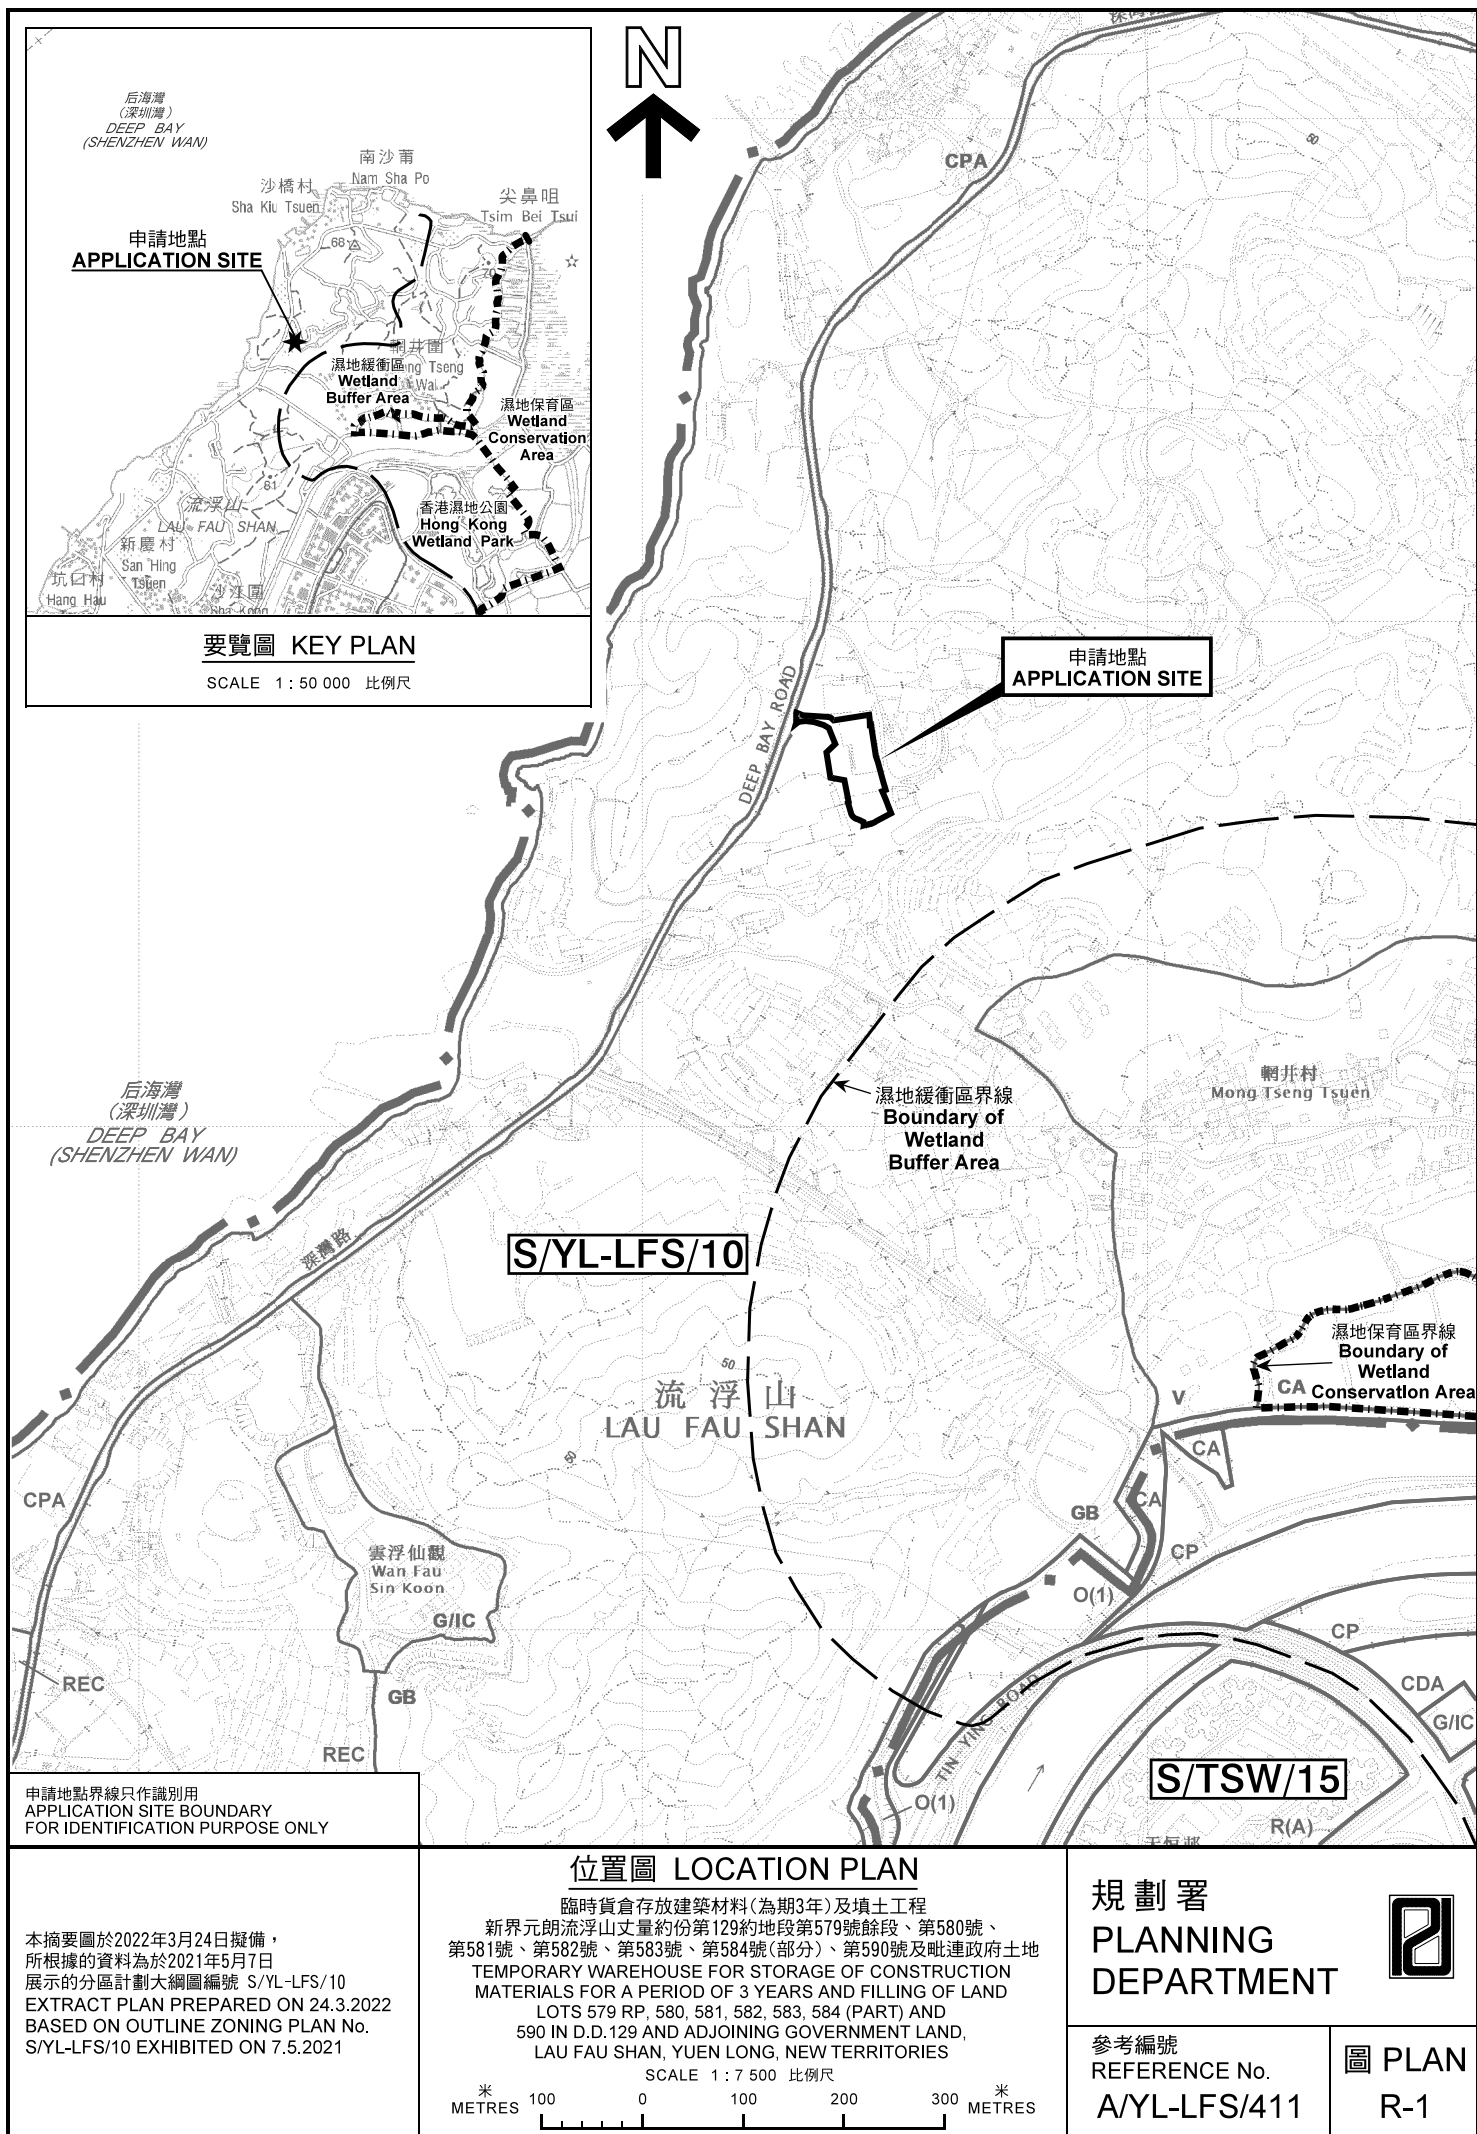 后海灣
(深圳灣)
DEEP BAY
(SHENZHEN WAN)
南沙莆
Nam Sha Po
沙橋村
Sha Kiu Tsuen
尖鼻咀
Tsim Bei Tsui
申請地點
APPLICATION SITE
68
濕地緩衝區
Wetland
Buffer Area
濕地保育區
Wetland
Conservation
Area
81
流浮山
LAU FAU SHAN
香港濕地公園
Hong Kong
Wetland Park
新慶村
San Hing
Tsuen
坑口村
Hang Hau
沙江圍
Sha Kong
要覽圖 KEY PLAN
SCALE 1 : 50 000 比例尺
N
CPA
50
申請地點
APPLICATION SITE
DEEP BAY ROAD
后海灣
(深圳灣)
DEEP BAY
(SHENZHEN WAN)
輞井村
Mong Tseng Tsuen
濕地緩衝區界線
Boundary of
Wetland
Buffer Area
深灣路
S/YL-LFS/10
濕地保育區界線
Boundary of
Wetland
Conservation Area
CA
V
50
流浮山
LAU FAU SHAN
50
CA
CA
CPA
GB
CP
雲浮仙觀
Wan Fau
Sin Koon
G/IC
O(1)
CP
REC
GB
CDA
G/IC
REC
TIN YING ROAD
S/TSW/15
O(1)
R(A)
天恒邨
申請地點界線只作識別用
APPLICATION SITE BOUNDARY
FOR IDENTIFICATION PURPOSE ONLY
本摘要圖於2022年3月24日擬備，
所根據的資料為於2021年5月7日
展示的分區計劃大綱圖編號 S/YL-LFS/10
EXTRACT PLAN PREPARED ON 24.3.2022
BASED ON OUTLINE ZONING PLAN No.
S/YL-LFS/10 EXHIBITED ON 7.5.2021
位置圖 LOCATION PLAN
臨時貨倉存放建築材料(為期3年)及填土工程
新界元朗流浮山丈量約份第129約地段第579號餘段、第580號、
第581號、第582號、第583號、第584號(部分)、第590號及毗連政府土地
TEMPORARY WAREHOUSE FOR STORAGE OF CONSTRUCTION
MATERIALS FOR A PERIOD OF 3 YEARS AND FILLING OF LAND
LOTS 579 RP, 580, 581, 582, 583, 584 (PART) AND
590 IN D.D.129 AND ADJOINING GOVERNMENT LAND,
LAU FAU SHAN, YUEN LONG, NEW TERRITORIES
SCALE 1 : 7 500 比例尺
米
METRES
100 0 100 200 300
米
METRES
規劃署
PLANNING
DEPARTMENT
參考編號
REFERENCE No.
A/YL-LFS/411
圖 PLAN
R-1